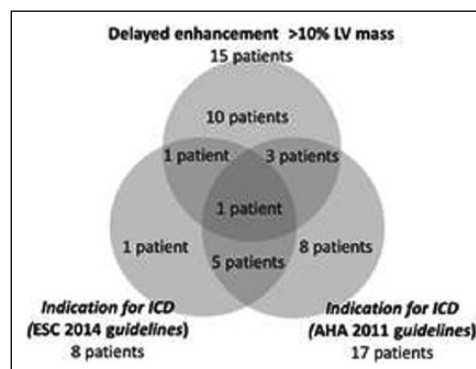 Delayed enhancement >10% LV mass
15 patients
10 patients
1 patient
3 patients
1 patient
1 patient
8 patients
5 patients
Indication for ICD
(ESC 2014 guidelines)
8 patients
Indication for ICD
(AHA 2011 guidelines)
17 patients